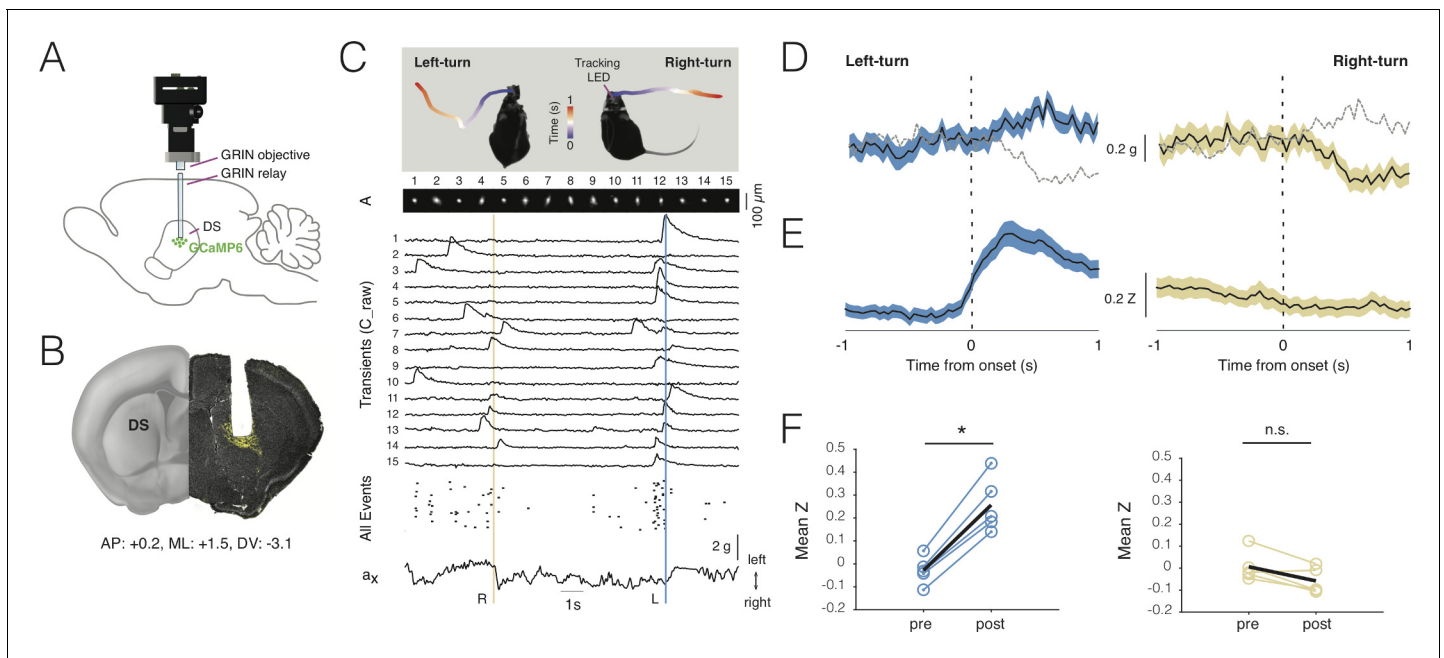 A
GRIN objective
GRIN relay
DS
GCaMP6
B
DS
AP: +0.2, ML: +1.5, DV: -3.1
C
Left-turn
Tracking
LED
Right-turn
Time (s)
1
0
1 2 3 4 5 6 7 8 9 10 11 12 13 14 15
A
100 µm
Transients (C_raw)
1
2
3
4
5
6
7
8
9
10
11
12
13
14
15
All Events
2 g
left
right
aₓ
R
1s
L
D
Left-turn
Right-turn
0.2 g
E
0.2 Z
-1 0 1
Time from onset (s)
-1 0 1
Time from onset (s)
F
*
Mean Z
0.5
0.4
0.3
0.2
0.1
0
-0.1
-0.2
pre post
n.s.
Mean Z
0.5
0.4
0.3
0.2
0.1
0
-0.1
-0.2
pre post